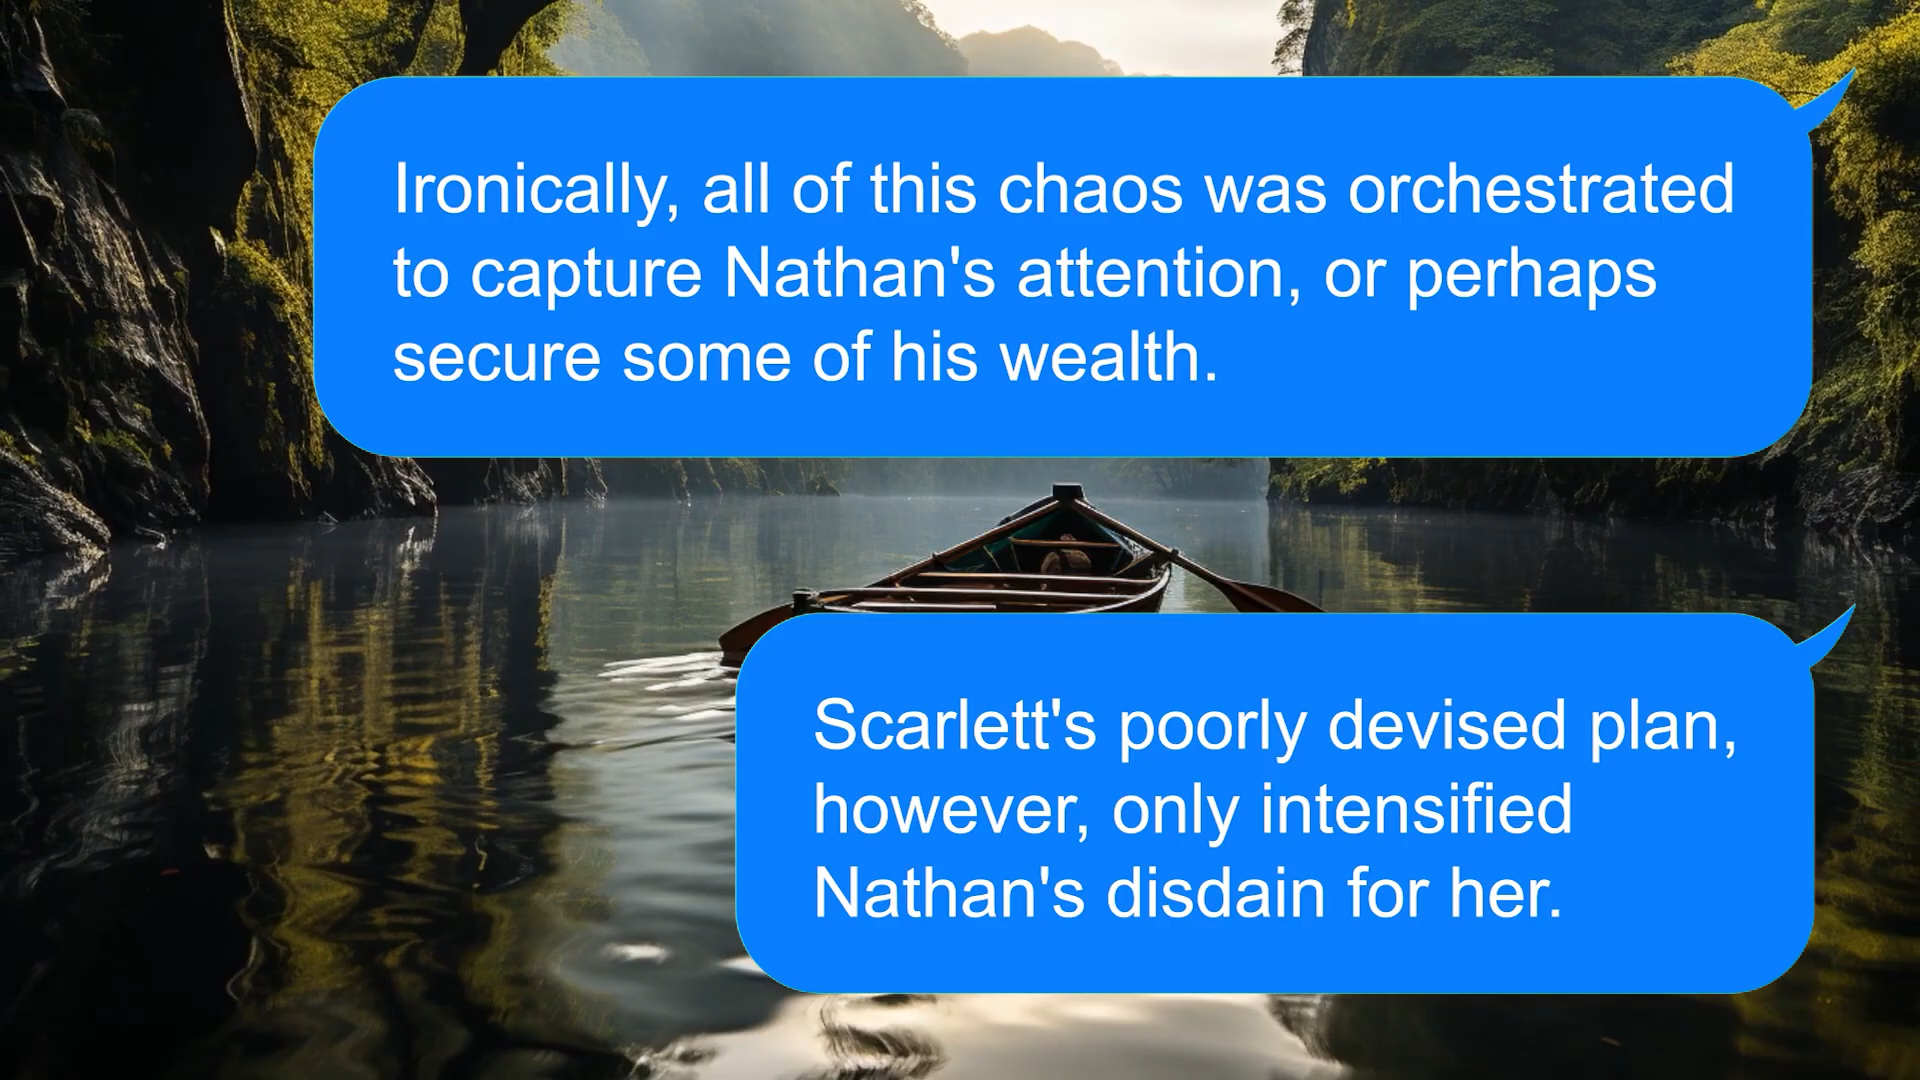 Ironically, all of this chaos was orchestrated
to capture Nathan's attention, or perhaps
secure some of his wealth.
Scarlett's poorly devised plan,
however, only intensified
Nathan's disdain for her.